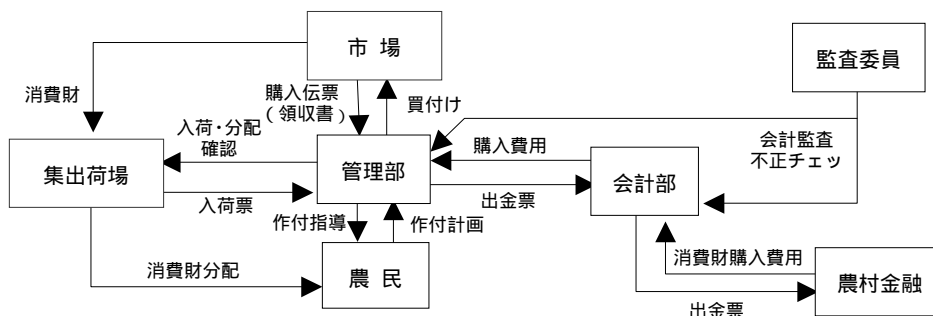 市 場
監査委員
消費財
購入伝票
(領収書)
買付け
入荷・分配
確認
購入費用
会計監査
不正チェッ
集出荷場
管理部
会計部
入荷票
出金票
作付指導
作付計画
消費財分配
農 民
消費財購入費用
農村金融
出金票